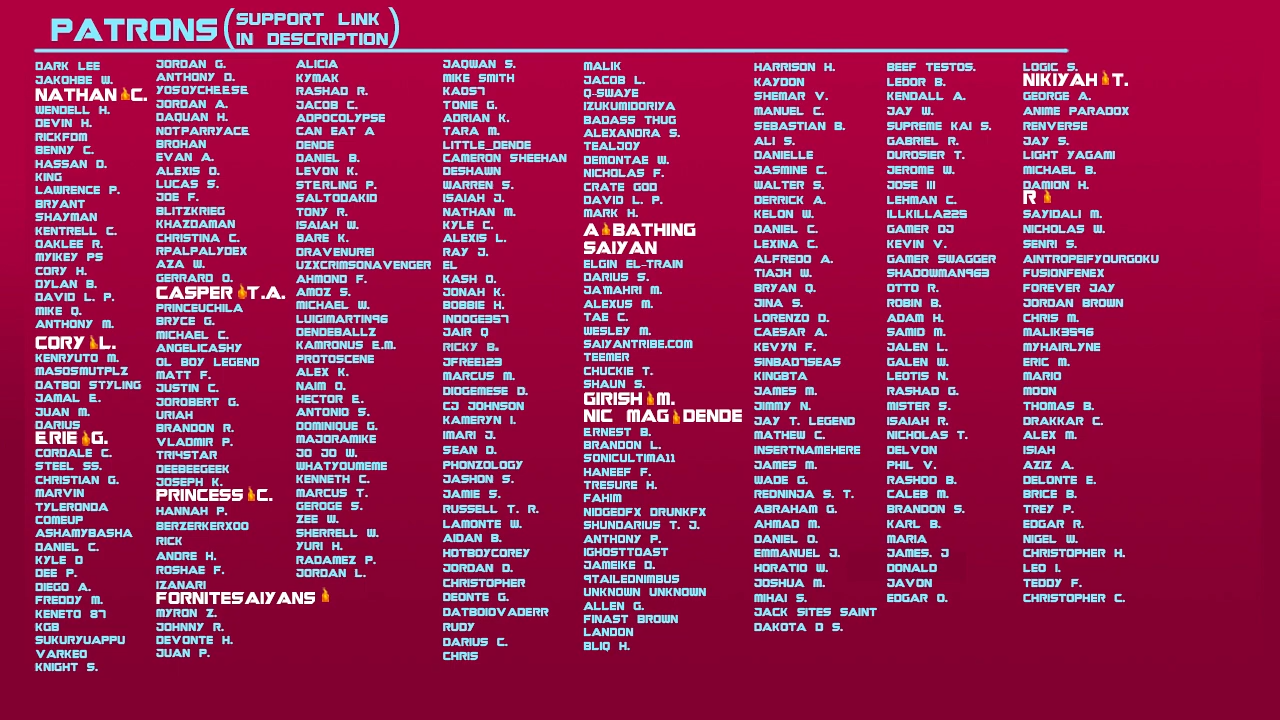 PATRONS (SUPPORT LINK
IN DESCRIPTION)
DARK LEE
JAKOHBE W.
NATHAN C.
WENDELL H.
DEVIN H.
RICKFDM
BENNY C.
HASSAN D.
KING
LAWRENCE P.
BRYANT
SHAYMAN
KENTRELL C.
OAKLEE R.
MYIKEY PS
CORY H.
DYLAN B.
DAVID L. P.
MIKE Q.
ANTHONY M.
CORY L.
KENRYUTO M.
MASOSMUTPLZ
DATBOI STYLING
JAMAL E.
JUAN M.
DARIUS
ERIE G.
CORDALE C.
STEEL SS.
CHRISTIAN G.
MARVIN
TYLERONDA
COMEUP
ASHAMYBASHA
DANIEL C.
KYLE D
DEE P.
DIEGO A.
FREDDY M.
KENETO 87
KGB
SUKURYUAPPU
VARKEO
KNIGHT S.
JORDAN G.
ANTHONY D.
YOSOYCHEESE
JORDAN A.
DAQUAN H.
NOTPARRYACE
BROHAN
EVAN A.
ALEXIS D.
LUCAS S.
JOE F.
BLITZKRIEG
KHAZDAMAN
CHRISTINA C.
RPALPALYDEX
AZA W.
GERRARD O.
CASPER T.A.
PRINCEUCHILA
BRYCE G.
MICHAEL C.
ANGELICASHY
OL BOY LEGEND
MATT F.
JUSTIN C.
JOROBERT G.
URIAH
BRANDON R.
VLADIMIR P.
TRI4STAR
DEEBEEGEEK
JOSEPH K.
PRINCESS C.
HANNAH P.
BERZERKERXOO
RICK
ANDRE H.
ROSHAE F.
IZANARI
FORNITESAIYANS
MYRON Z.
JOHNNY R.
DEVONTE H.
JUAN P.
ALICIA
KYMAK
RASHAD R.
JACOB C.
ADPOCOLYPSE
CAN EAT A
DENDE
DANIEL B.
LEVON K.
STERLING P.
SALTODAKID
TONY R.
ISAIAH W.
BARE K.
DRAVENUREI
UZXCRIMSONAVENGER
AHMOND F.
AMOZ S.
MICHAEL W.
LUIGIMARTIN96
DENDEBALLZ
KAMRONUS E.M.
PROTOSCENE
ALEX K.
NAIM O.
HECTOR E.
ANTONIO S.
DOMINIQUE G.
MAJORAMIKE
JO JO W.
WHATYOUMEME
KENNETH C.
MARCUS T.
GEROGE S.
ZEE W.
SHERRELL W.
YURI H.
RADAMEZ P.
JORDAN L.
JAQWAN S.
MIKE SMITH
KAOS7
TONIE G.
ADRIAN K.
TARA M.
LITTLE_DENDE
CAMERON SHEEHAN
DESHAWN
WARREN S.
ISAIAH J.
NATHAN M.
KYLE C.
ALEXIS L.
RAY J.
EL
KASH D.
JONAH K.
BOBBIE H.
INDOGE357
JAIR Q
RICKY B.
JFREE123
MARCUS M.
DIOGEMESE D.
CJ JOHNSON
KAMERYN I.
IMARI J.
SEAN D.
PHONZOLOGY
JASHON S.
JAMIE S.
RUSSELL T. R.
LAMONTE W.
AIDAN B.
HOTBOYCOREY
JORDAN D.
CHRISTOPHER
DEONTE G.
DATBOIOVADERR
RUDY
DARIUS C.
CHRIS
MALIK
JACOB L.
Q-SWAYE
IZUKUMIDORIYA
BADASS THUG
ALEXANDRA S.
TEALJOY
DEMONTAE W.
NICHOLAS F.
CRATE GOD
DAVID L. P.
MARK H.
A BATHING
SAIYAN
ELGIN EL-TRAIN
DARIUS S.
JAMAHRI M.
ALEXUS M.
TAE C.
WESLEY M.
SAIYANTRIBE.COM
TEEMER
CHUCKIE T.
SHAUN S.
GIRISH M.
NIC MAG DENDE
ERNEST B.
BRANDON L.
SONICULTIMA11
HANEEF F.
TRESURE H.
FAHIM
NIDGEDFX DRUNKFX
SHUNDARIUS T. J.
ANTHONY P.
IGHOSTTOAST
JAMEIKE D.
9TAILEDNIMBUS
UNKNOWN UNKNOWN
ALLEN G.
FINAST BROWN
LANDON
BLIQ H.
HARRISON H.
KAYDON
SHEMAR V.
MANUEL C.
SEBASTIAN B.
ALI S.
DANIELLE
JASMINE C.
WALTER S.
DERRICK A.
KELON W.
DANIEL C.
LEXINA C.
ALFREDO A.
TIAJH W.
BRYAN Q.
JINA S.
LORENZO D.
CAESAR A.
KEVYN F.
SINBAD7SEAS
KINGBTA
JAMES M.
JIMMY N.
JAY T. LEGEND
MATHEW C.
INSERTNAMEHERE
JAMES M.
WADE G.
REDNINJA S. T.
ABRAHAM G.
AHMAD M.
DANIEL O.
EMMANUEL J.
HORATIO W.
JOSHUA M.
MIHAI S.
JACK SITES SAINT
DAKOTA D S.
BEEF TESTOS.
LEDOR B.
KENDALL A.
JAY W.
SUPREME KAI S.
GABRIEL R.
DUROSIER T.
JEROME W.
JOSE III
LEHMAN C.
ILLKILLA225
GAMER DJ
KEVIN V.
GAMER SWAGGER
SHADOWMAN963
OTTO R.
ROBIN B.
ADAM H.
SAMID M.
JALEN L.
GALEN W.
LEOTIS N.
RASHAD G.
MISTER S.
ISAIAH R.
NICHOLAS T.
DELVON
PHIL V.
RASHOD B.
CALEB M.
BRANDON S.
KARL B.
MARIA
JAMES. J
DONALD
JAVON
EDGAR O.
LOGIC S.
NIKIYAH T.
GEORGE A.
ANIME PARADOX
RENVERSE
JAY S.
LIGHT YAGAMI
MICHAEL B.
DAMION H.
R
SAYIDALI M.
NICHOLAS W.
SENRI S.
AINTROPEIFYOURGOKU
FUSIONFENEX
FOREVER JAY
JORDAN BROWN
CHRIS M.
MALIK3596
MYHAIRLYNE
ERIC M.
MARIO
MOON
THOMAS B.
DRAKKAR C.
ALEX M.
ISIAH
AZIZ A.
DELONTE E.
BRICE B.
TREY P.
EDGAR R.
NIGEL W.
CHRISTOPHER H.
LEO I.
TEDDY F.
CHRISTOPHER C.